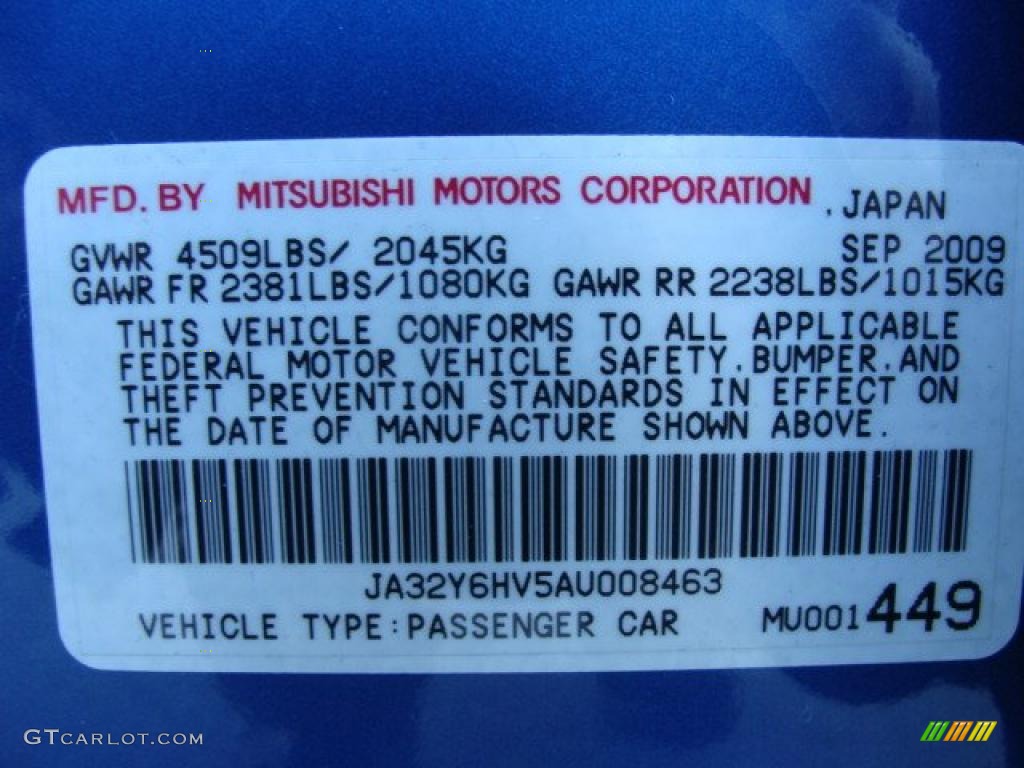 MFD. BY MITSUBISHI MOTORS CORPORATION , JAPAN
GVWR 4509LBS/ 2045KG SEP 2009
GAWR FR 2381LBS/1080KG GAWR RR 2238LBS/1015KG
THIS VEHICLE CONFORMS TO ALL APPLICABLE
FEDERAL MOTOR VEHICLE SAFETY.BUMPER.AND
THEFT PREVENTION STANDARDS IN EFFECT ON
THE DATE OF MANUFACTURE SHOWN ABOVE.
JA32Y6HV5AU008463
VEHICLE TYPE:PASSENGER CAR MU001449
GTCARLOT.COM